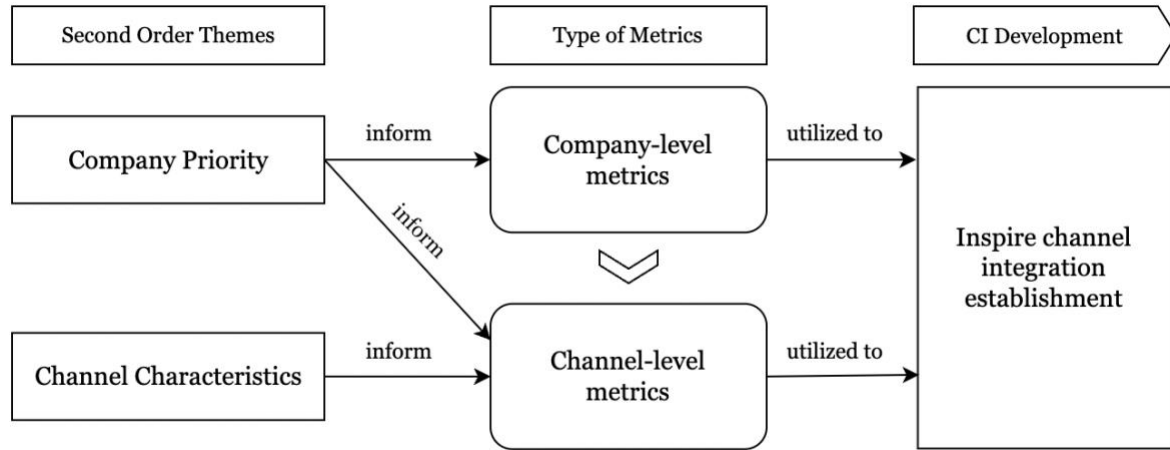 Second Order Themes
Type of Metrics
CI Development
Company Priority
inform
Company-level
metrics
utilized to
inform
Inspire channel
integration
establishment
Channel Characteristics
inform
Channel-level
metrics
utilized to